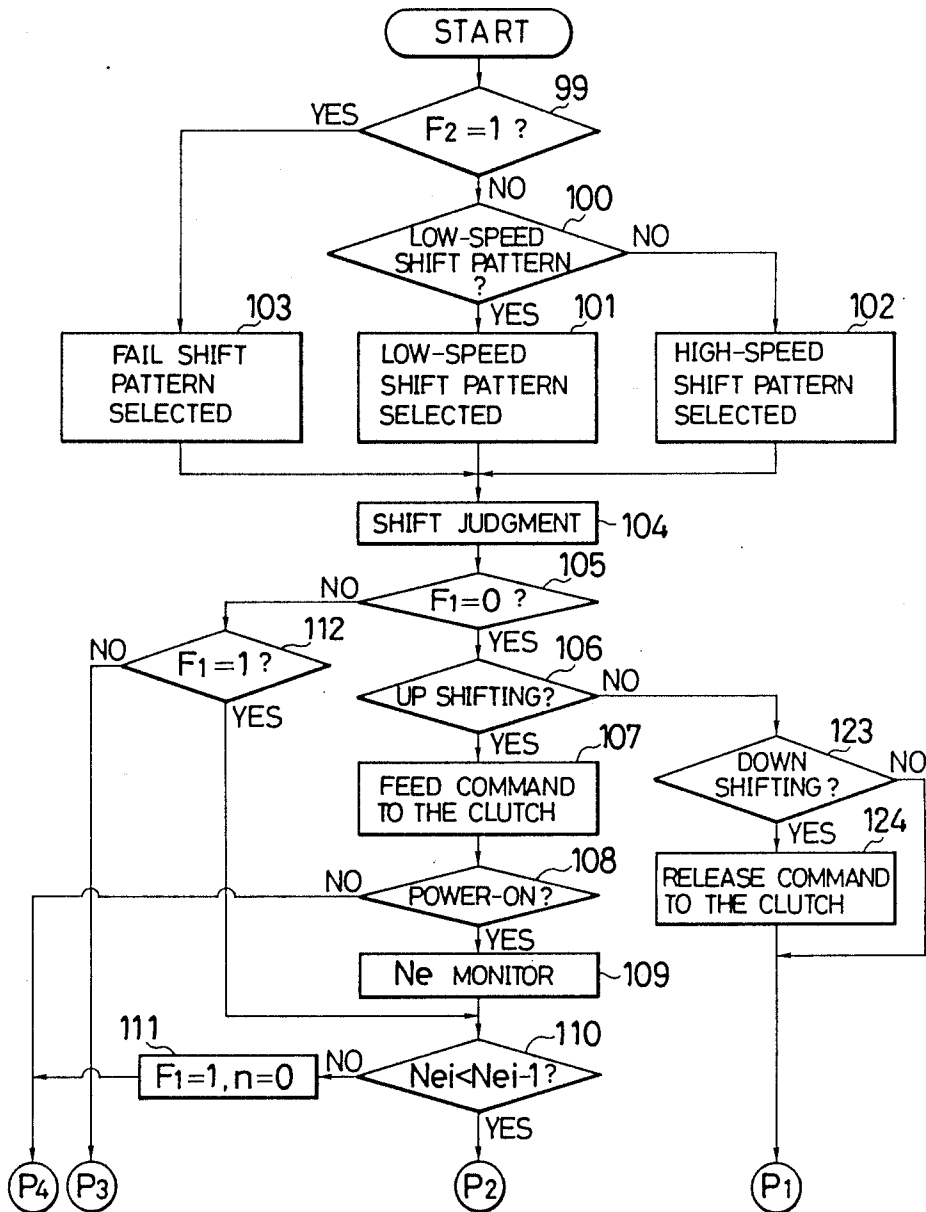 START
99
YES
F2=1?
NO
100
LOW-SPEED
SHIFT PATTERN
?
NO
YES
103
101
102
FAIL SHIFT
PATTERN
SELECTED
LOW-SPEED
SHIFT PATTERN
SELECTED
HIGH-SPEED
SHIFT PATTERN
SELECTED
SHIFT JUDGMENT
104
105
NO
F1=0?
YES
112
NO
F1=1?
YES
106
UP SHIFTING?
NO
YES
107
FEED COMMAND
TO THE CLUTCH
123
DOWN
SHIFTING?
NO
YES
124
RELEASE COMMAND
TO THE CLUTCH
108
NO
POWER-ON?
YES
Ne MONITOR
109
111
F1=1, n=0
NO
110
Nei<Nei-1?
YES
P4
P3
P2
P1